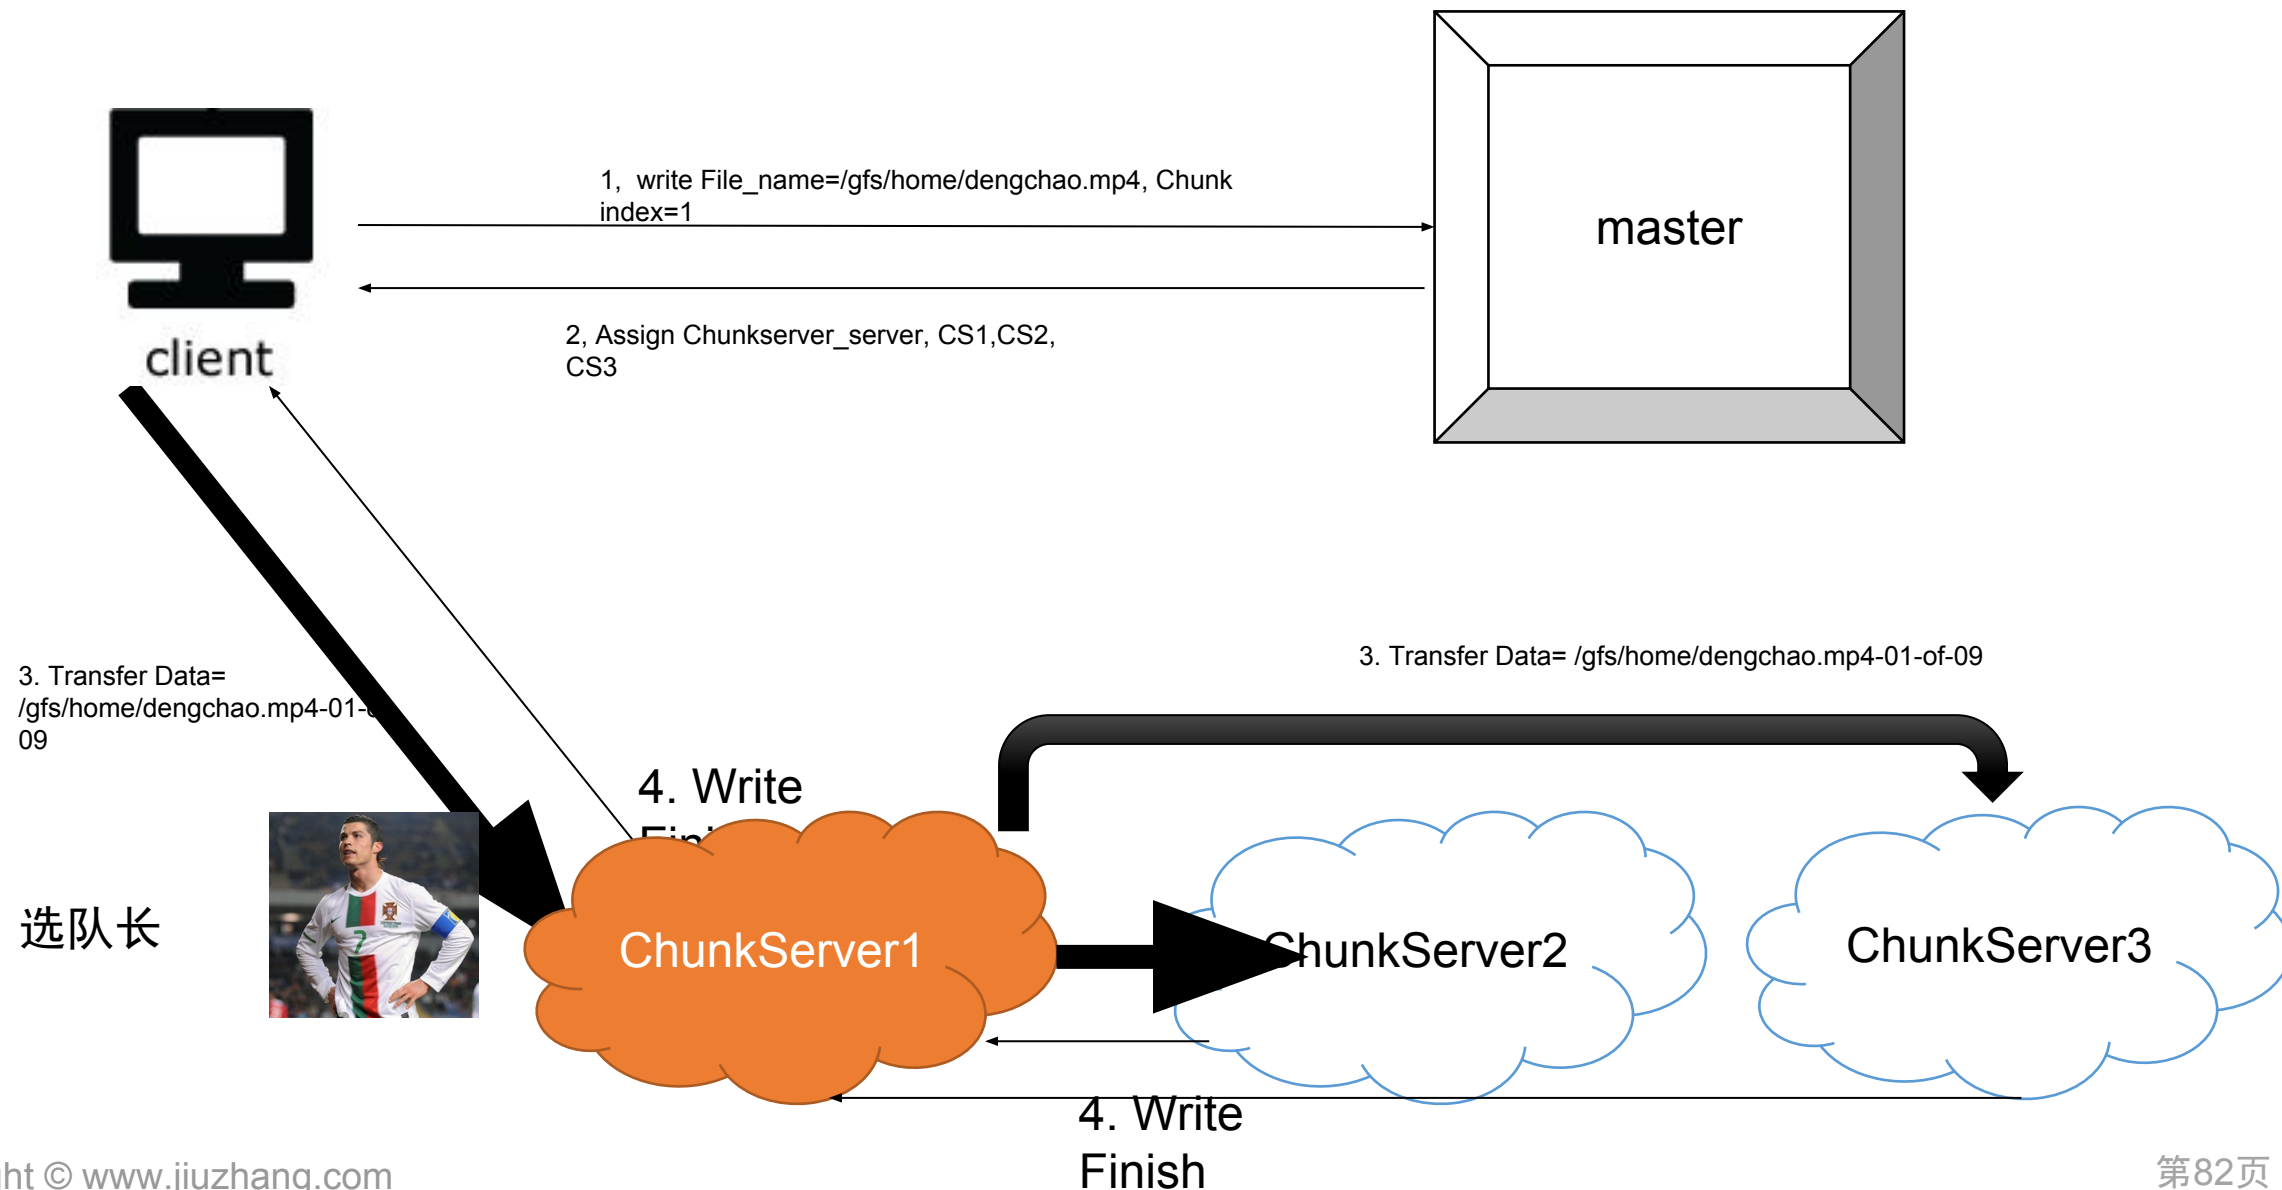 1,  write File_name=/gfs/home/dengchao.mp4, Chunk
index=1
master
2, Assign Chunkserver_server, CS1,CS2,
CS3
client
3. Transfer Data= /gfs/home/dengchao.mp4-01-of-09
3. Transfer Data=
/gfs/home/dengchao.mp4-01-
09
4. Write
选队长
7
ChunkServer1
ChunkServer2
ChunkServer3
4. Write
Finish
ght © www.jiuzhang.com
第82页